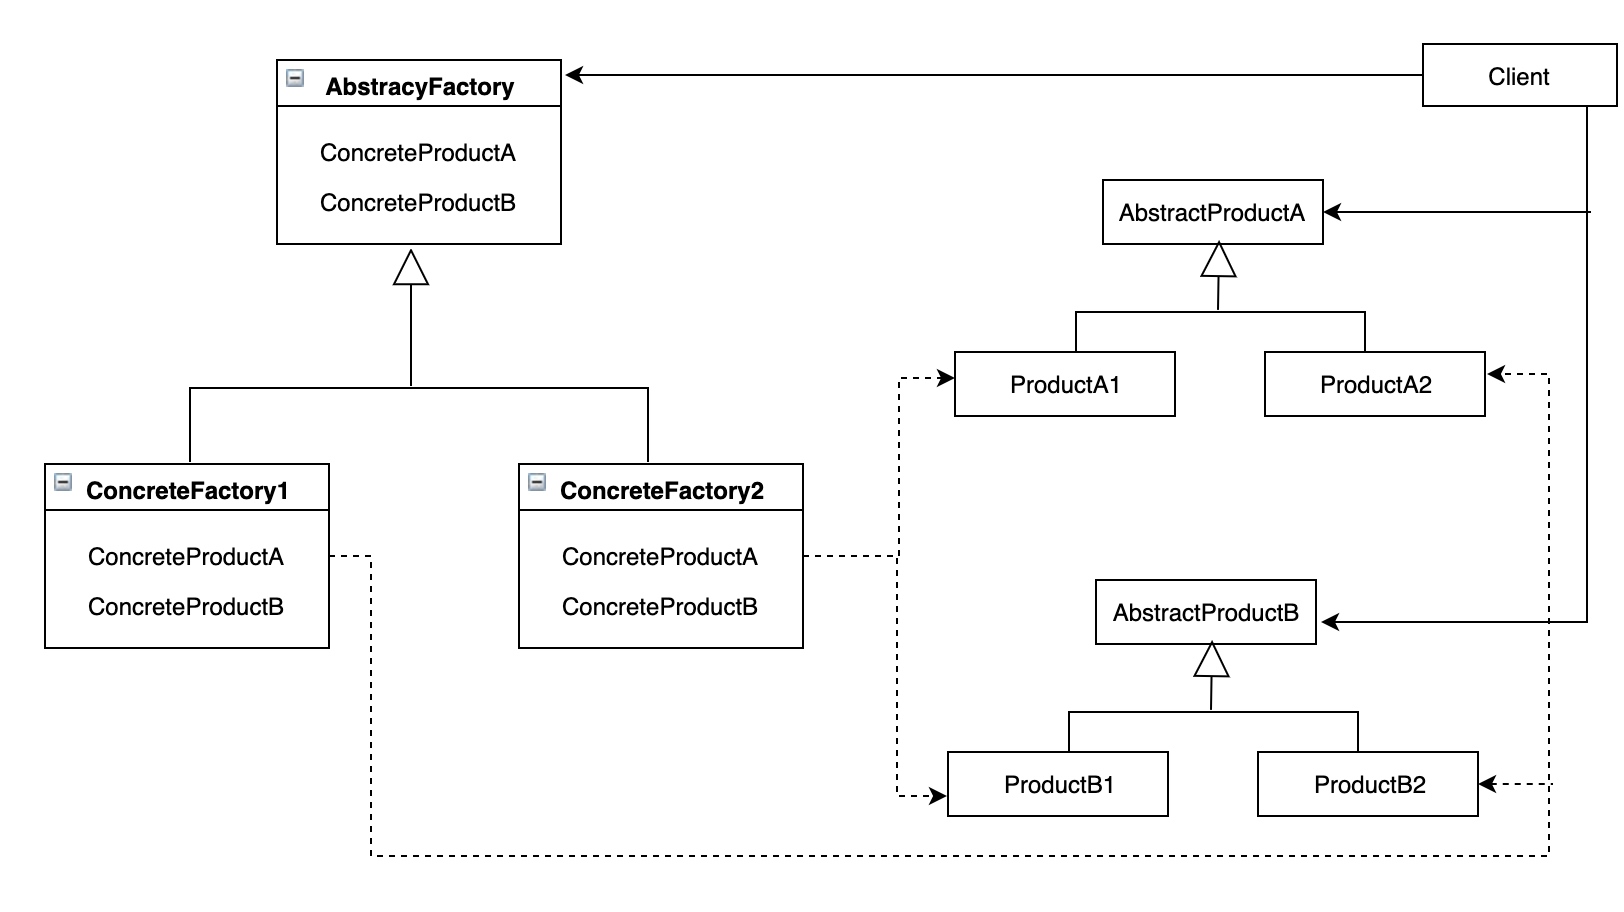 Client
AbstracyFactory
ConcreteProductA
ConcreteProductB
AbstractProductA
ProductA1
ProductA2
ConcreteFactory1
ConcreteProductA
ConcreteProductB
ConcreteFactory2
ConcreteProductA
ConcreteProductB
AbstractProductB
ProductB1
ProductB2